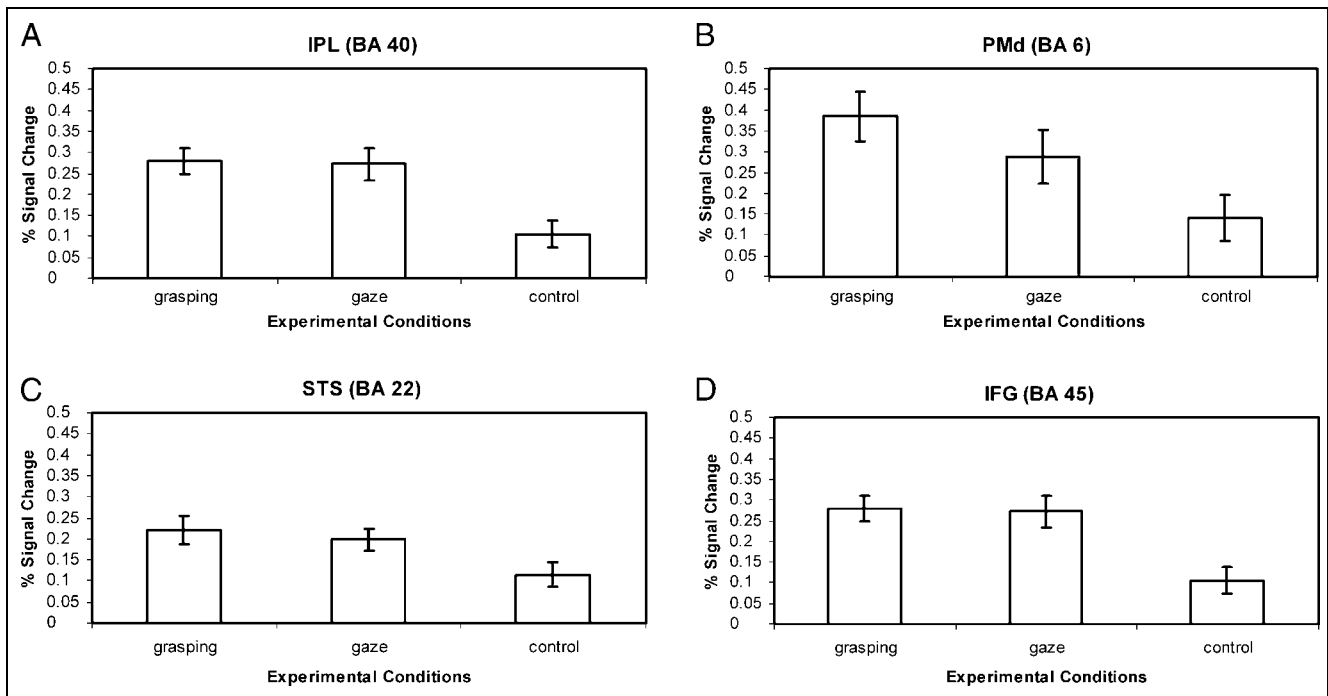 A
IPL (BA 40)
0.5
0.45
0.4
0.35
0.3
0.25
0.2
0.15
0.1
0.05
0
% Signal Change
grasping gaze control
Experimental Conditions
B
PMd (BA 6)
0.5
0.45
0.4
0.35
0.3
0.25
0.2
0.15
0.1
0.05
0
% Signal Change
grasping gaze control
Experimental Conditions
C
STS (BA 22)
0.5
0.45
0.4
0.35
0.3
0.25
0.2
0.15
0.1
0.05
0
% Signal Change
grasping gaze control
Experimental Conditions
D
IFG (BA 45)
0.5
0.45
0.4
0.35
0.3
0.25
0.2
0.15
0.1
0.05
0
% Signal Change
grasping gaze control
Experimental Conditions